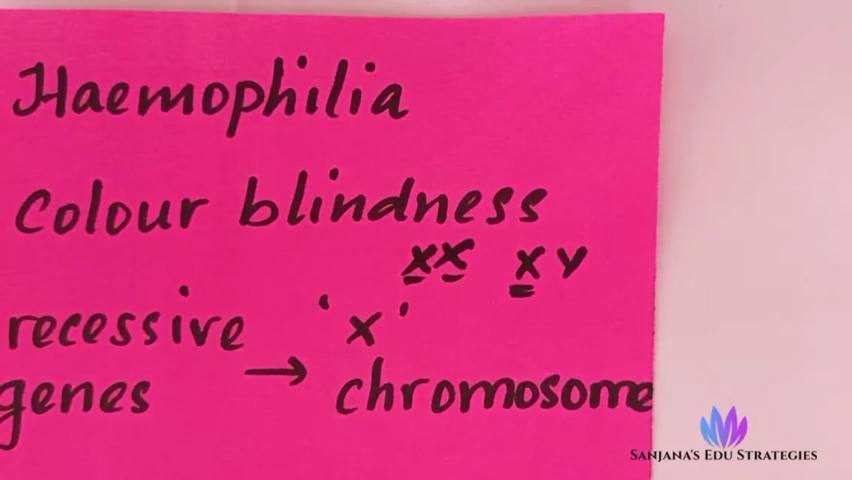 Haemophilia
Colour blindness
xx xy
recessive → 'x'
genes chromosome
SANJANA'S EDU STRATEGIES